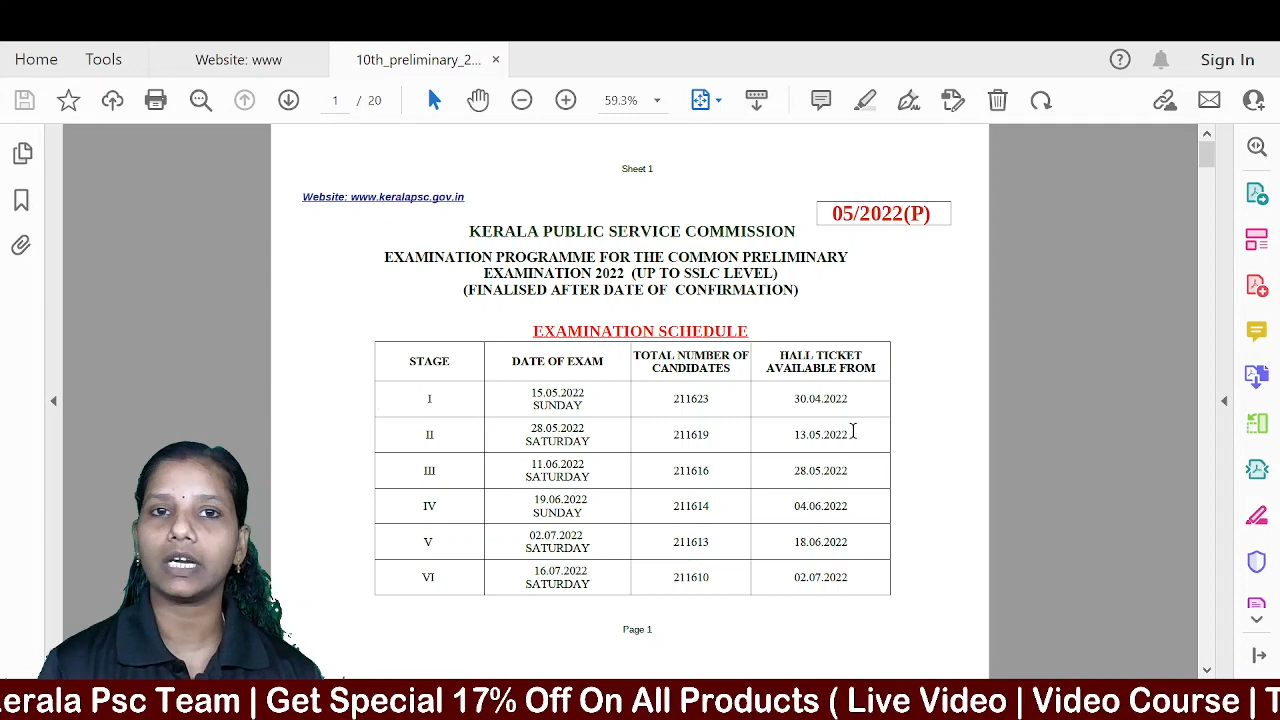 Home Tools Website: www 10th_preliminary_2... × Sign In
1 / 20 59.3%
Sheet 1
Website: www.keralapsc.gov.in
05/2022(P)
KERALA PUBLIC SERVICE COMMISSION
EXAMINATION PROGRAMME FOR THE COMMON PRELIMINARY
EXAMINATION 2022 (UP TO SSLC LEVEL)
(FINALISED AFTER DATE OF CONFIRMATION)
EXAMINATION SCHEDULE
STAGE DATE OF EXAM TOTAL NUMBER OF CANDIDATES HALL TICKET AVAILABLE FROM
I 15.05.2022 SUNDAY 211623 30.04.2022
II 28.05.2022 SATURDAY 211619 13.05.2022
III 11.06.2022 SATURDAY 211616 28.05.2022
IV 19.06.2022 SUNDAY 211614 04.06.2022
V 02.07.2022 SATURDAY 211613 18.06.2022
VI 16.07.2022 SATURDAY 211610 02.07.2022
Page 1
Kerala Psc Team | Get Special 17% Off On All Products ( Live Video | Video Course | T